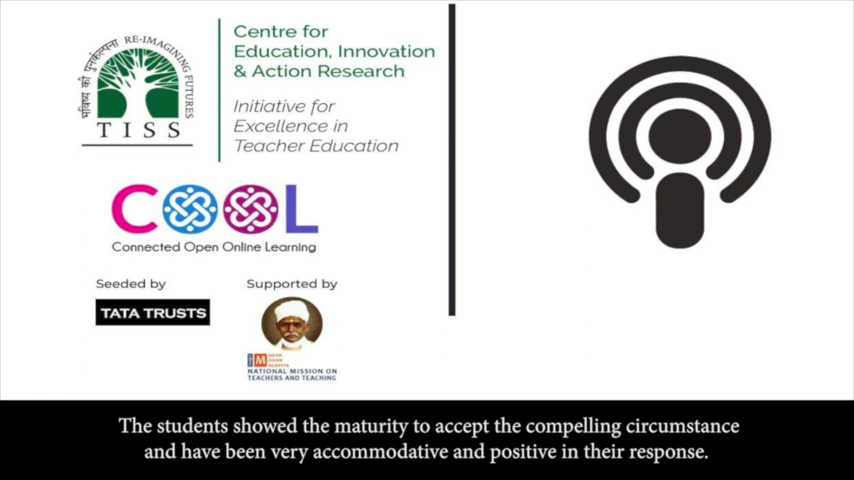 भविष्य की पुनर्कल्पना RE-IMAGINING FUTURES
TISS
Centre for
Education, Innovation
& Action Research
Initiative for
Excellence in
Teacher Education
COOL
Connected Open Online Learning
Seeded by
TATA TRUSTS
Supported by
NATIONAL MISSION ON
TEACHERS AND TEACHING
The students showed the maturity to accept the compelling circumstance
and have been very accommodative and positive in their response.